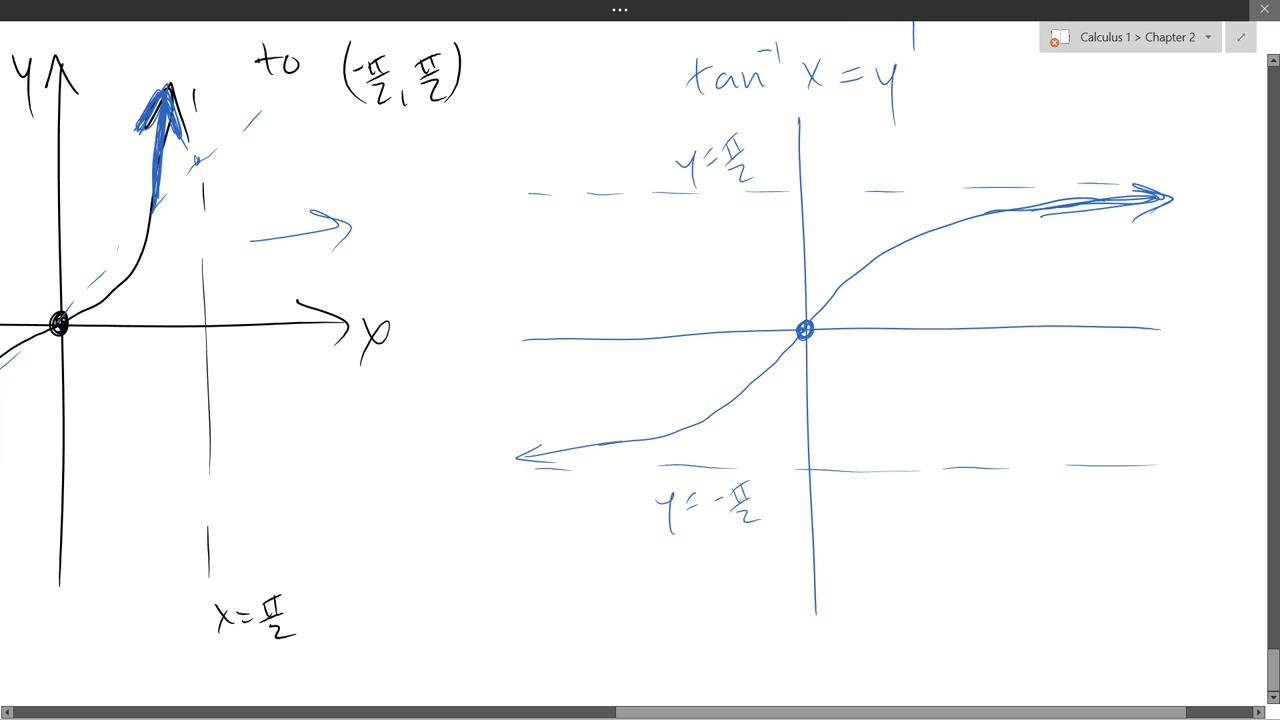 Calculus 1 > Chapter 2
y
to (-π/2, π/2)
x
x = π/2
tan⁻¹ x = y
y = π/2
y = -π/2